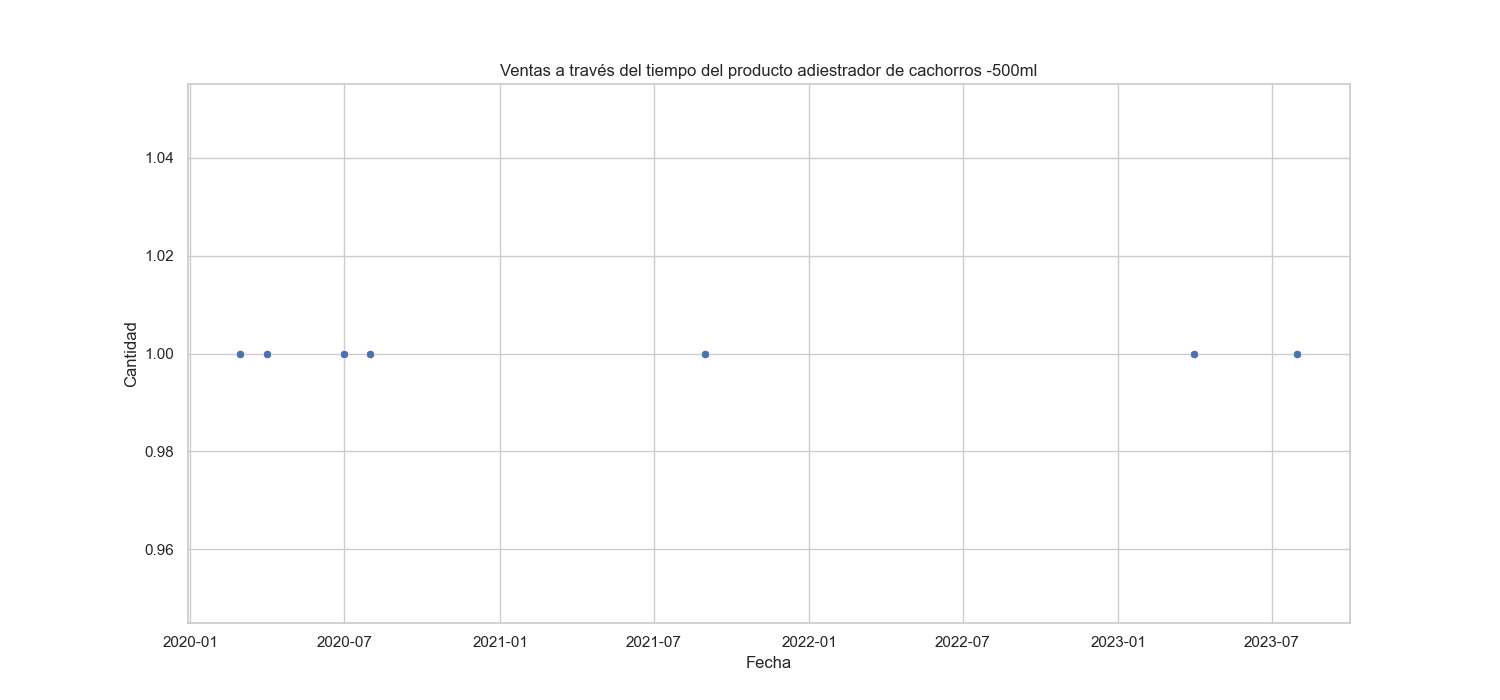 Ventas a través del tiempo del producto adiestrador de cachorros -500ml
1.04
1.02
1.00
0.98
0.96
Cantidad
2020-01 2020-07 2021-01 2021-07 2022-01 2022-07 2023-01 2023-07
Fecha